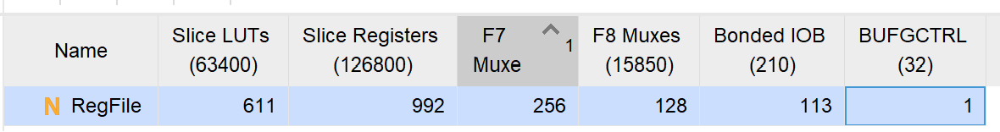 Name Slice LUTs (63400) Slice Registers (126800) F7 Muxe 1 F8 Muxes (15850) Bonded IOB (210) BUFGCTRL (32)
N RegFile 611 992 256 128 113 1